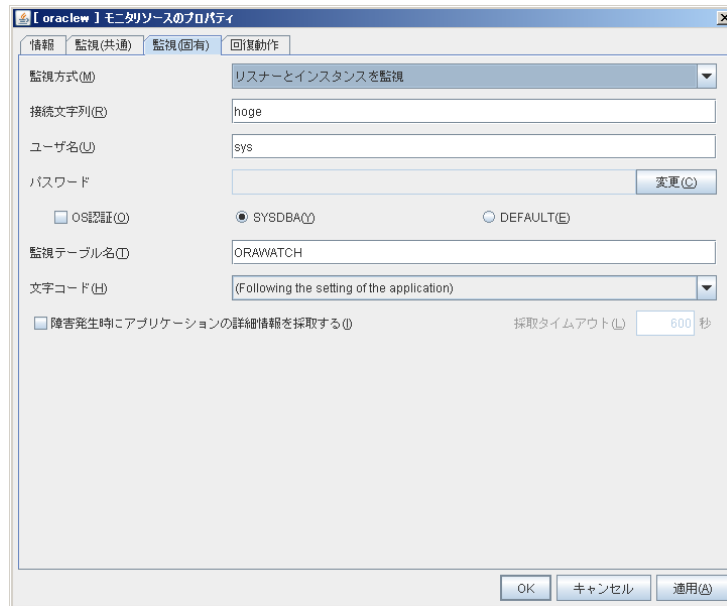 [ oraclew ] モニタリソースのプロパティ
情報 監視(共通) 監視(固有) 回復動作
監視方式(M) リスナーとインスタンスを監視
接続文字列(R) hoge
ユーザ名(U) sys
パスワード 変更(C)
OS認証(O) SYSDBA(Y) DEFAULT(E)
監視テーブル名(T) ORAWATCH
文字コード(H) (Following the setting of the application)
障害発生時にアプリケーションの詳細情報を採取する(I) 採取タイムアウト(L) 600 秒
OK キャンセル 適用(A)